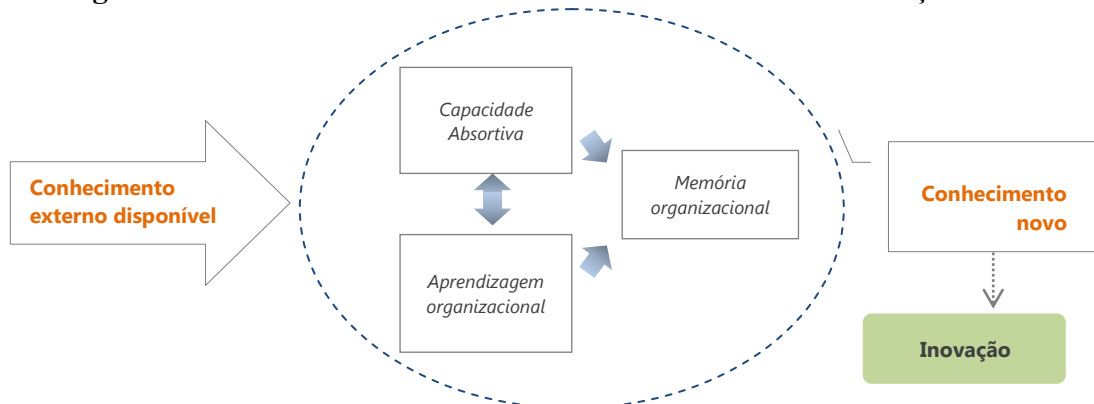 Capacidade
Absortiva
Conhecimento
externo disponível
Memória
organizacional
Conhecimento
novo
Aprendizagem
organizacional
Inovação